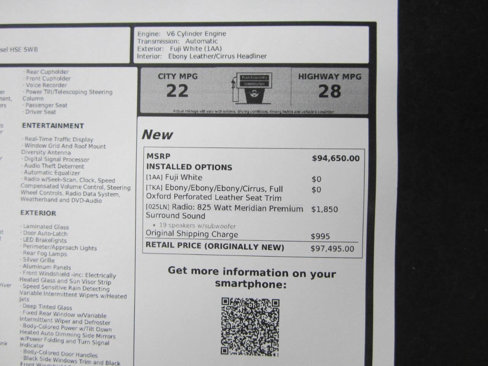 sel HSE SWB
Engine: V6 Cylinder Engine
Transmission: Automatic
Exterior: Fuji White (1AA)
Interior: Ebony Leather/Cirrus Headliner
· Rear Cupholder
· Front Cupholder
· Voice Recorder
· Power Tilt/Telescoping Steering
Column
· Passenger Seat
· Driver Seat
ENTERTAINMENT
· Real-Time Traffic Display
· Window Grid And Roof Mount
Diversity Antenna
· Digital Signal Processor
· Audio Theft Deterrent
· Automatic Equalizer
· Radio w/Seek-Scan, Clock, Speed
Compensated Volume Control, Steering
Wheel Controls, Radio Data System,
Weatherband and DVD-Audio
EXTERIOR
· Laminated Glass
· Door Auto-Latch
· LED Brakelights
· Perimeter/Approach Lights
· Rear Fog Lamps
· Silver Grille
· Aluminum Panels
· Front Windshield -inc: Electrically
Heated Glass and Sun Visor Strip
· Speed Sensitive Rain Detecting
Variable Intermittent Wipers w/Heated
Jets
· Deep Tinted Glass
· Fixed Rear Window w/Variable
Intermittent Wiper and Defroster
· Body-Colored Power w/Tilt Down
Heated Auto Dimming Side Mirrors
w/Power Folding and Turn Signal
Indicator
· Body-Colored Door Handles
· Black Side Windows Trim and Black
CITY MPG
22
HIGHWAY MPG
28
New
MSRP $94,650.00
INSTALLED OPTIONS
[1AA] Fuji White $0
[TKA] Ebony/Ebony/Ebony/Cirrus, Full $0
Oxford Perforated Leather Seat Trim
[025LN] Radio: 825 Watt Meridian Premium $1,850
Surround Sound
• 19 speakers w/subwoofer
Original Shipping Charge $995
RETAIL PRICE (ORIGINALLY NEW) $97,495.00
Get more information on your
smartphone: